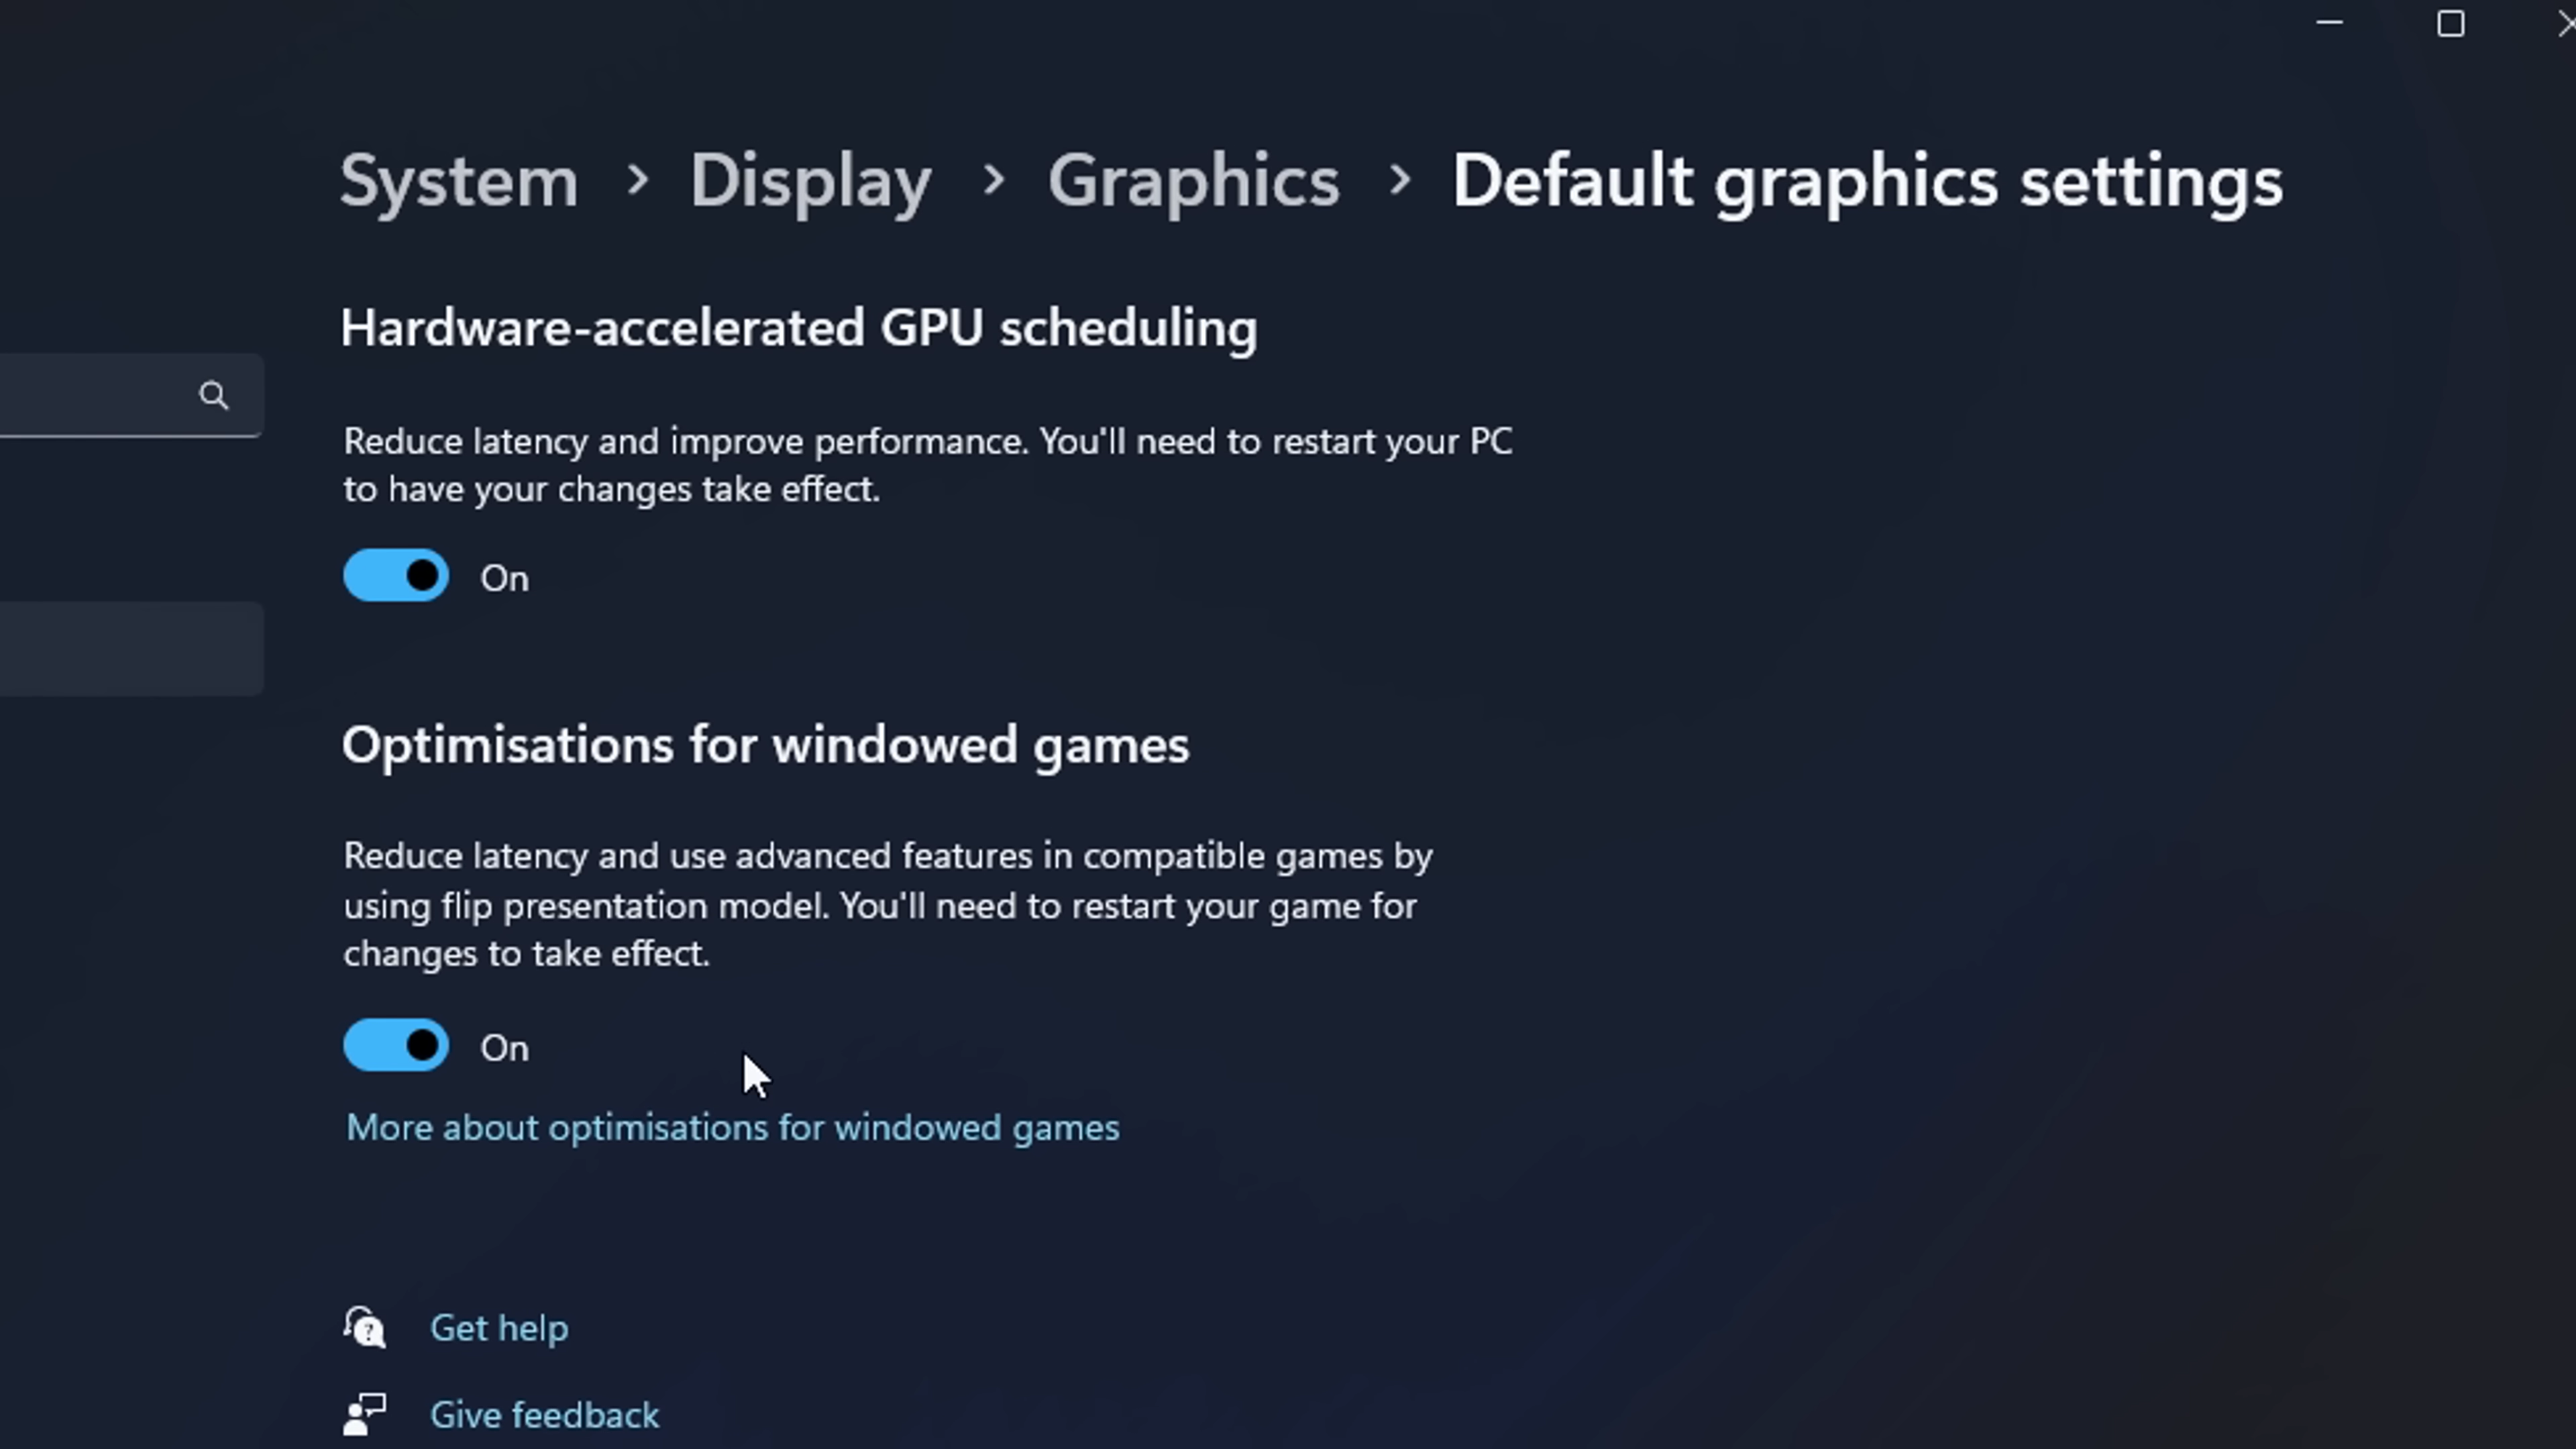 System > Display > Graphics > Default graphics settings
Hardware-accelerated GPU scheduling
Reduce latency and improve performance. You'll need to restart your PC
to have your changes take effect.
On
Optimisations for windowed games
Reduce latency and use advanced features in compatible games by
using flip presentation model. You'll need to restart your game for
changes to take effect.
On
More about optimisations for windowed games
Get help
Give feedback